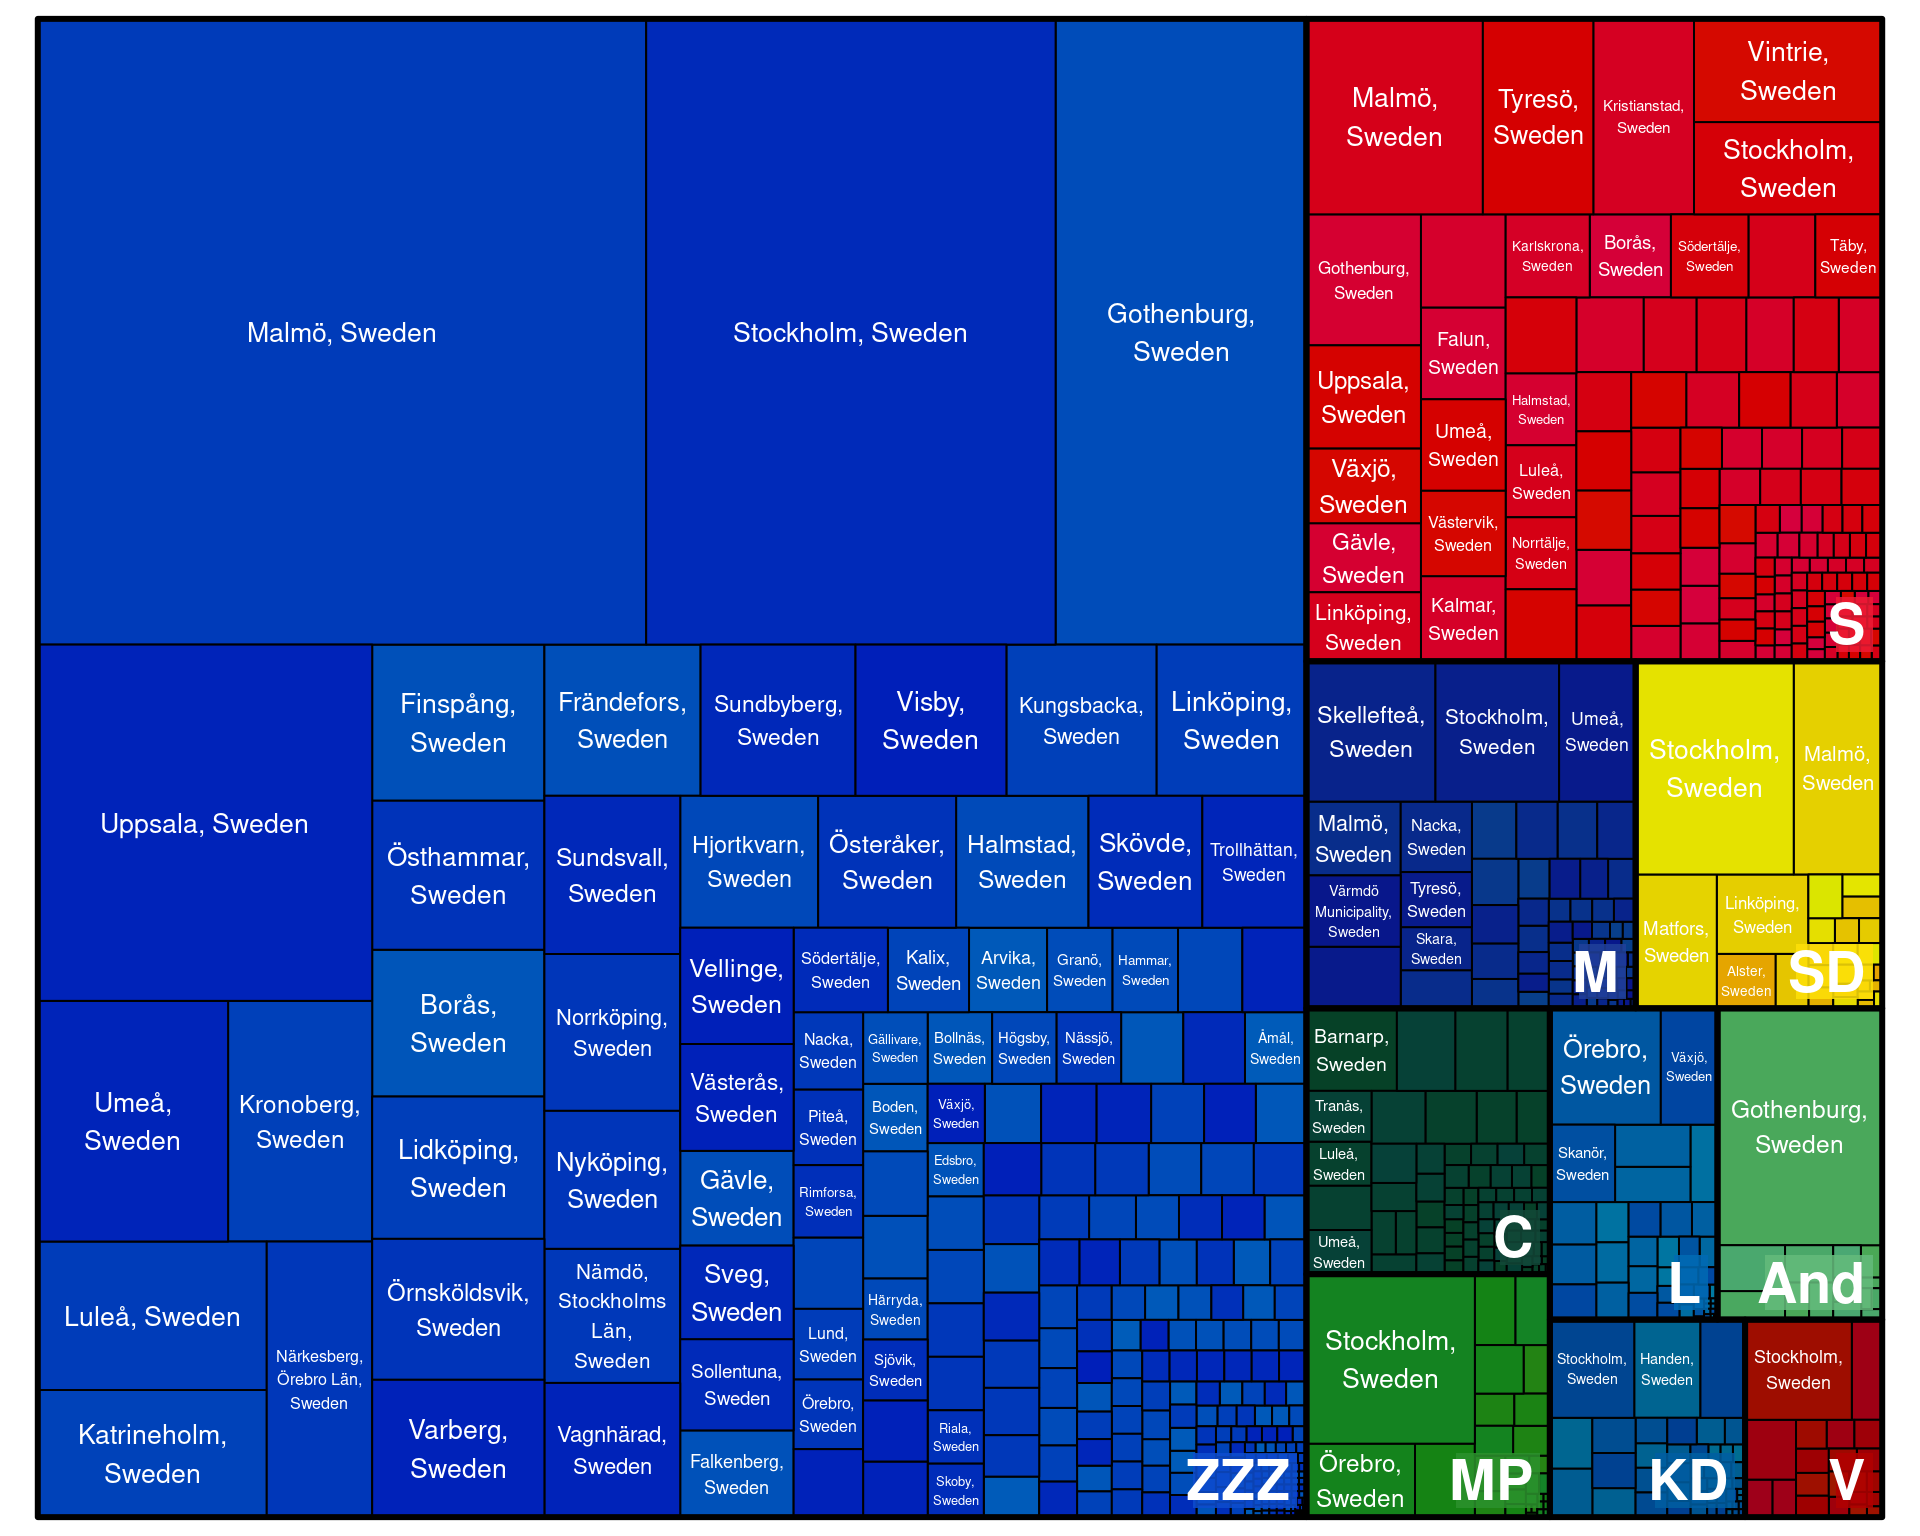 Malmö, Sweden
Stockholm, Sweden
Gothenburg,
Sweden
Uppsala, Sweden
Umeå,
Sweden
Kronoberg,
Sweden
Luleå, Sweden
Katrineholm,
Sweden
Närkesberg,
Örebro Län,
Sweden
Finspång,
Sweden
Östhammar,
Sweden
Borås,
Sweden
Lidköping,
Sweden
Örnsköldsvik,
Sweden
Varberg,
Sweden
Frändefors,
Sweden
Sundbyberg,
Sweden
Visby,
Sweden
Kungsbacka,
Sweden
Linköping,
Sweden
Sundsvall,
Sweden
Norrköping,
Sweden
Nyköping,
Sweden
Nämdö,
Stockholms
Län,
Sweden
Vagnhärad,
Sweden
Hjortkvarn,
Sweden
Österåker,
Sweden
Halmstad,
Sweden
Skövde,
Sweden
Trollhättan,
Sweden
Vellinge,
Sweden
Västerås,
Sweden
Gävle,
Sweden
Sveg,
Sweden
Sollentuna,
Sweden
Falkenberg,
Sweden
Södertälje,
Sweden
Kalix,
Sweden
Arvika,
Sweden
Granö,
Sweden
Hammar,
Sweden
Nacka,
Sweden
Piteå,
Sweden
Rimforsa,
Sweden
Lund,
Sweden
Örebro,
Sweden
Gällivare,
Sweden
Bollnäs,
Sweden
Högsby,
Sweden
Nässjö,
Sweden
Åmål,
Sweden
Boden,
Sweden
Växjö,
Sweden
Edsbro,
Sweden
Härryda,
Sweden
Sjövik,
Sweden
Riala,
Sweden
Skoby,
Sweden
ZZZ
Malmö,
Sweden
Tyresö,
Sweden
Kristianstad,
Sweden
Vintrie,
Sweden
Stockholm,
Sweden
Gothenburg,
Sweden
Uppsala,
Sweden
Växjö,
Sweden
Gävle,
Sweden
Linköping,
Sweden
Falun,
Sweden
Umeå,
Sweden
Västervik,
Sweden
Kalmar,
Sweden
Karlskrona,
Sweden
Borås,
Sweden
Södertälje,
Sweden
Täby,
Sweden
Halmstad,
Sweden
Luleå,
Sweden
Norrtälje,
Sweden
S
Skellefteå,
Sweden
Stockholm,
Sweden
Umeå,
Sweden
Malmö,
Sweden
Nacka,
Sweden
Värmdö
Municipality,
Sweden
Tyresö,
Sweden
Skara,
Sweden
M
Stockholm,
Sweden
Malmö,
Sweden
Matfors,
Sweden
Linköping,
Sweden
Alster,
Sweden
SD
Barnarp,
Sweden
Tranås,
Sweden
Luleå,
Sweden
Umeå,
Sweden
C
Örebro,
Sweden
Växjö,
Sweden
Skanör,
Sweden
L
Gothenburg,
Sweden
And
Stockholm,
Sweden
Örebro,
Sweden
MP
Stockholm,
Sweden
Handen,
Sweden
KD
Stockholm,
Sweden
V